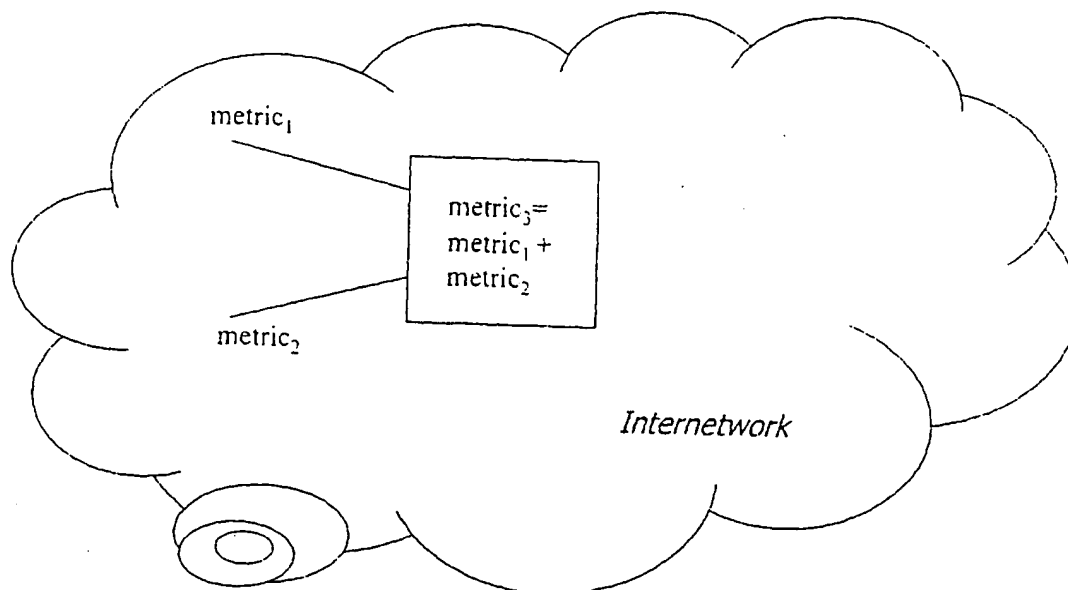 metric₁
metric₃=
metric₁ +
metric₂
metric₂
Internetwork